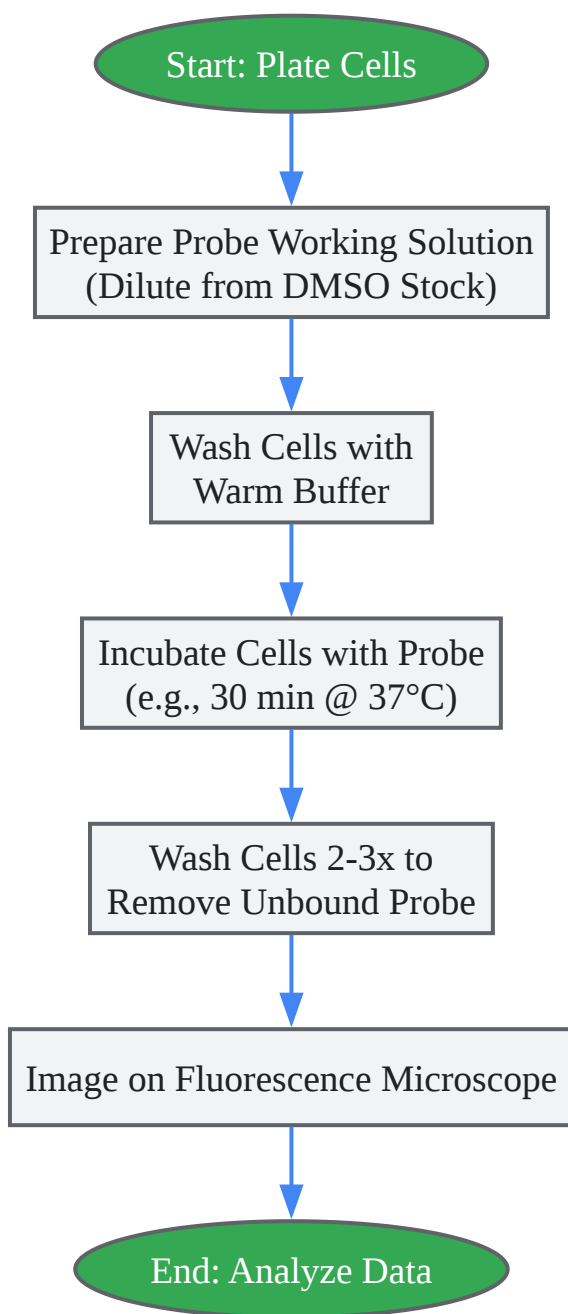 Start: Plate Cells
Prepare Probe Working Solution
(Dilute from DMSO Stock)
Wash Cells with
Warm Buffer
Incubate Cells with Probe
(e.g., 30 min @ 37°C)
Wash Cells 2-3x to
Remove Unbound Probe
Image on Fluorescence Microscope
End: Analyze Data